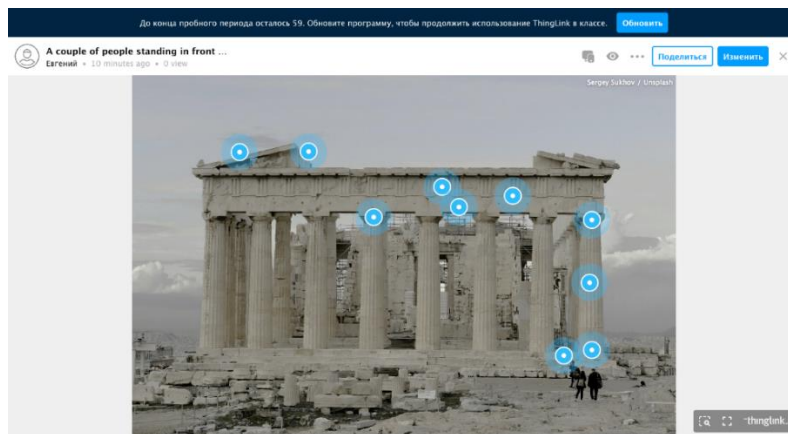 До конца пробного периода осталось 59. Обновите программу, чтобы продолжить использование ThingLink в классе. Обновить
A couple of people standing in front ...
Евгений • 10 minutes ago • 0 view
Поделиться Изменить
Sergey Sukhov / Unsplash
thinglink.